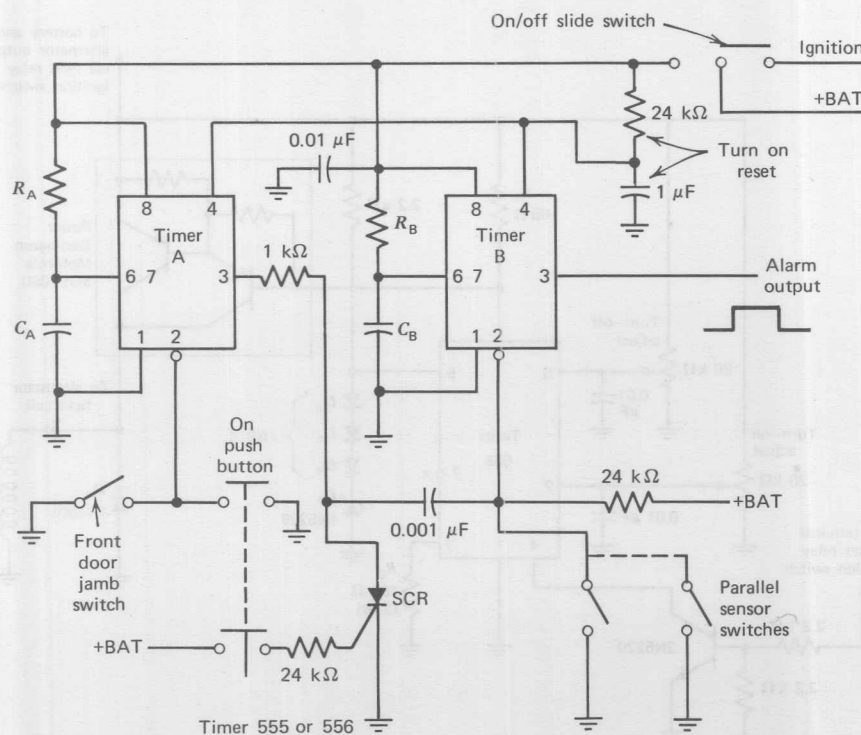 On/off slide switch
Ignition
+BAT
24 kΩ
0.01 μF
Turn on
reset
1 μF
R_A
8
4
Timer
A
6
7
3
1 kΩ
1
2
C_A
R_B
8
4
Timer
B
6
7
3
1
2
C_B
Alarm
output
On
push
button
Front
door
jamb
switch
0.001 μF
24 kΩ
+BAT
SCR
Parallel
sensor
switches
+BAT
24 kΩ
Timer 555 or 556